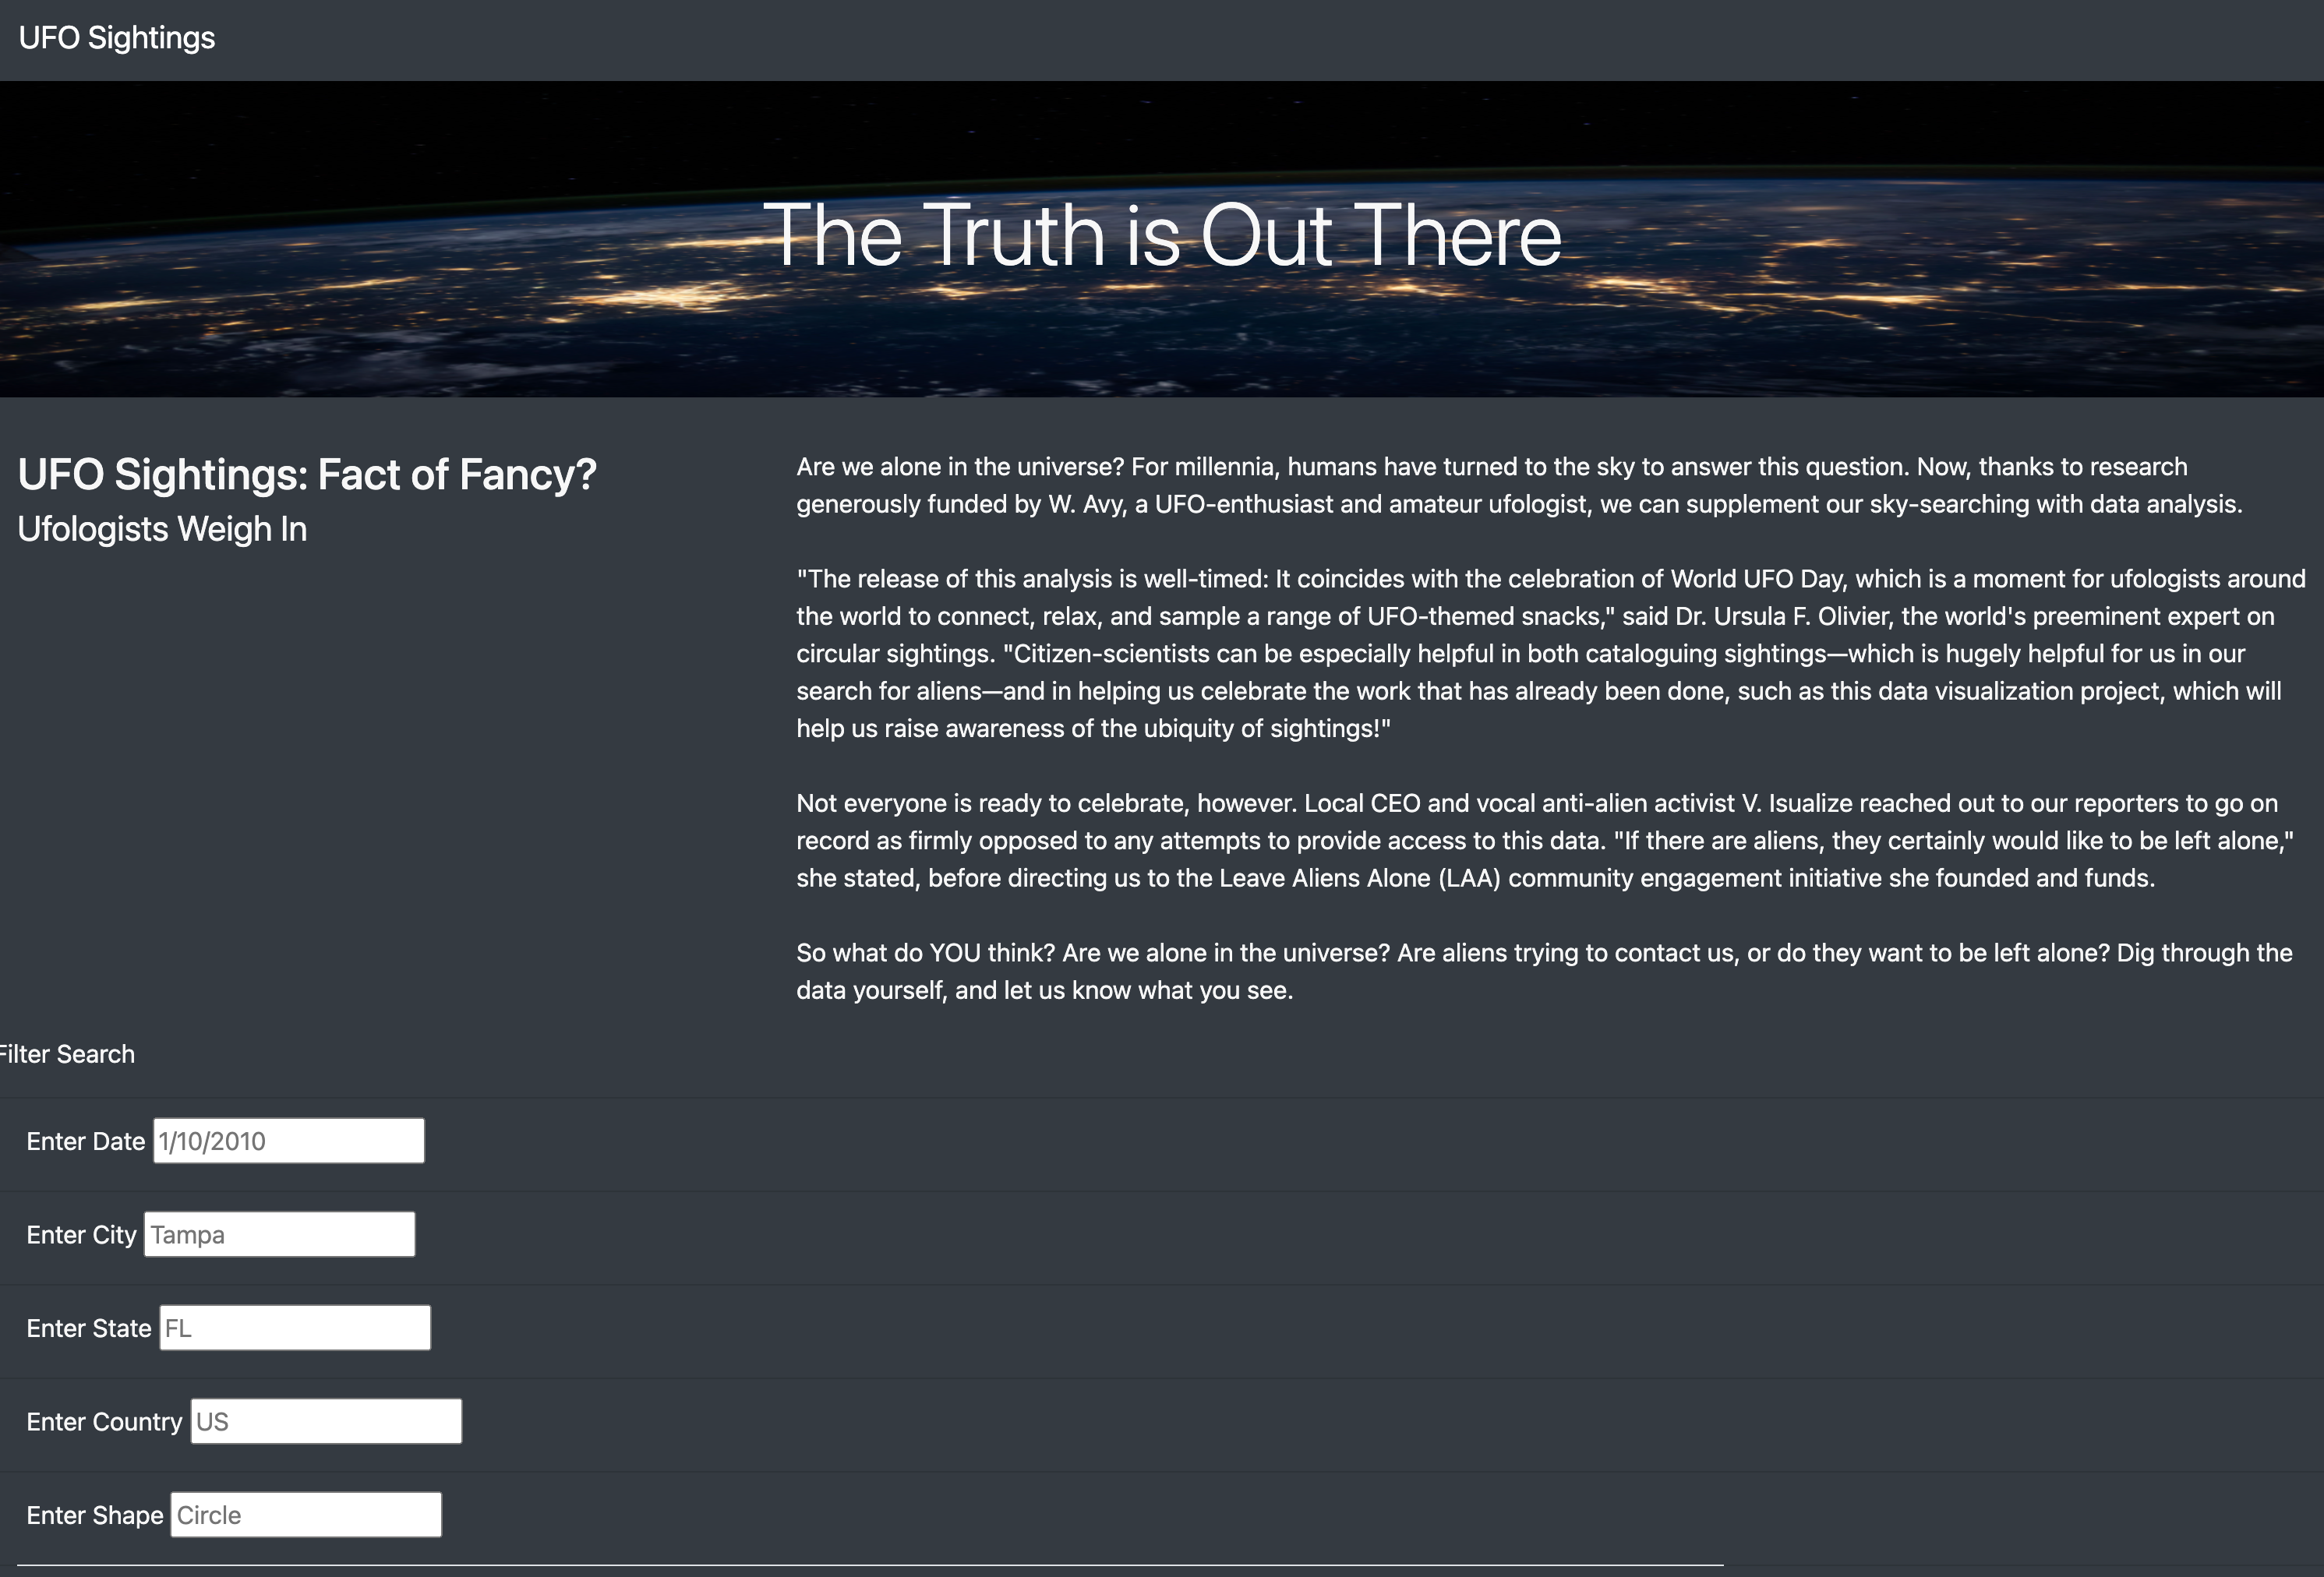 UFO Sightings
The Truth is Out There
UFO Sightings: Fact of Fancy?
Ufologists Weigh In
Are we alone in the universe? For millennia, humans have turned to the sky to answer this question. Now, thanks to research
generously funded by W. Avy, a UFO-enthusiast and amateur ufologist, we can supplement our sky-searching with data analysis.
"The release of this analysis is well-timed: It coincides with the celebration of World UFO Day, which is a moment for ufologists around
the world to connect, relax, and sample a range of UFO-themed snacks," said Dr. Ursula F. Olivier, the world's preeminent expert on
circular sightings. "Citizen-scientists can be especially helpful in both cataloguing sightings—which is hugely helpful for us in our
search for aliens—and in helping us celebrate the work that has already been done, such as this data visualization project, which will
help us raise awareness of the ubiquity of sightings!"
Not everyone is ready to celebrate, however. Local CEO and vocal anti-alien activist V. Isualize reached out to our reporters to go on
record as firmly opposed to any attempts to provide access to this data. "If there are aliens, they certainly would like to be left alone,"
she stated, before directing us to the Leave Aliens Alone (LAA) community engagement initiative she founded and funds.
So what do YOU think? Are we alone in the universe? Are aliens trying to contact us, or do they want to be left alone? Dig through the
data yourself, and let us know what you see.
Filter Search
Enter Date 1/10/2010
Enter City Tampa
Enter State FL
Enter Country US
Enter Shape Circle